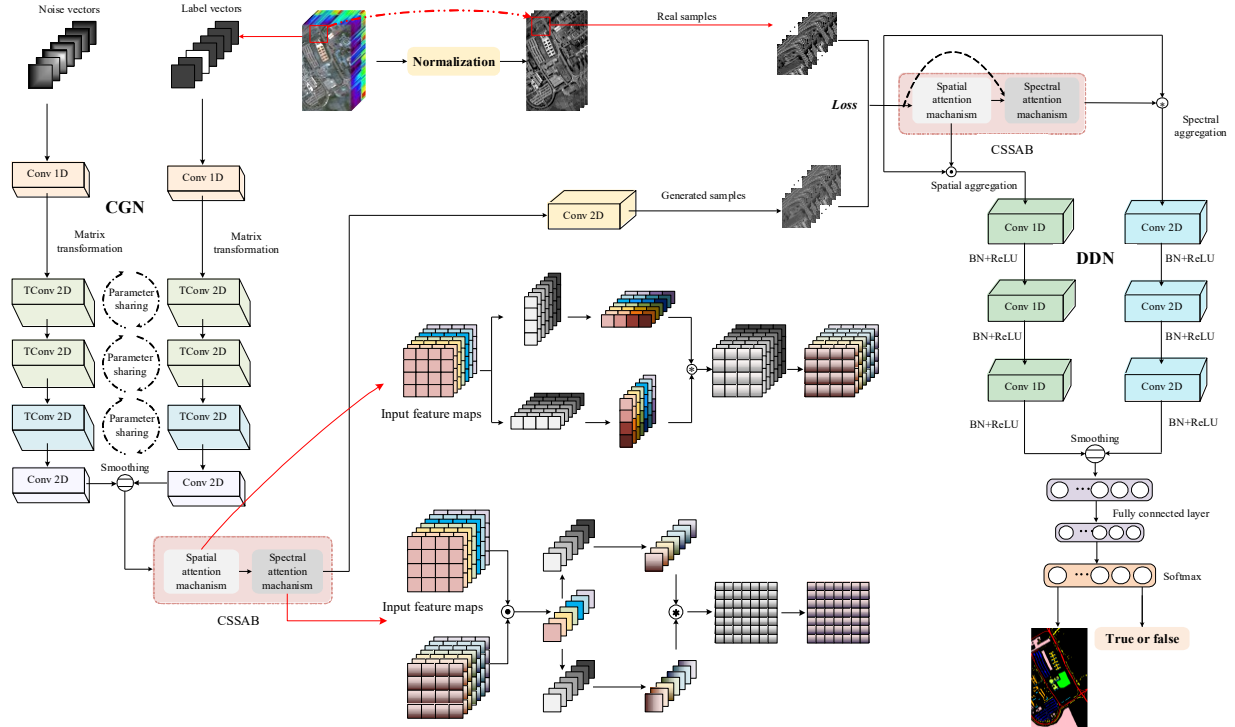 Noise vectors
Label vectors
Real samples
Normalization
Loss
Spatial
attention
machanism
Spectral
attention
machanism
CSSAB
Spectral
aggregation
Spatial aggregation
Conv 1D
Conv 1D
CGN
Matrix
transformation
Matrix
transformation
Conv 2D
Generated samples
Conv 1D
Conv 2D
BN+ReLU
DDN
BN+ReLU
TConv 2D
Parameter
sharing
TConv 2D
TConv 2D
Parameter
sharing
TConv 2D
TConv 2D
Parameter
sharing
TConv 2D
Conv 2D
Smoothing
Conv 2D
Input feature maps
Conv 1D
Conv 2D
BN+ReLU
BN+ReLU
Conv 1D
Conv 2D
BN+ReLU
BN+ReLU
Smoothing
Fully connected layer
Softmax
True or false
Spatial
attention
machanism
Spectral
attention
machanism
CSSAB
Input feature maps